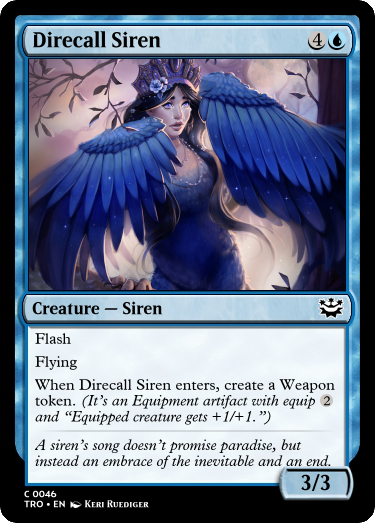 Direcall Siren 4
Creature — Siren
Flash
Flying
When Direcall Siren enters, create a Weapon
token. (It's an Equipment artifact with equip 2
and “Equipped creature gets +1/+1.”)
A siren's song doesn't promise paradise, but
instead an embrace of the inevitable and an end.
3/3
C 0046
TRO • EN Keri Ruediger